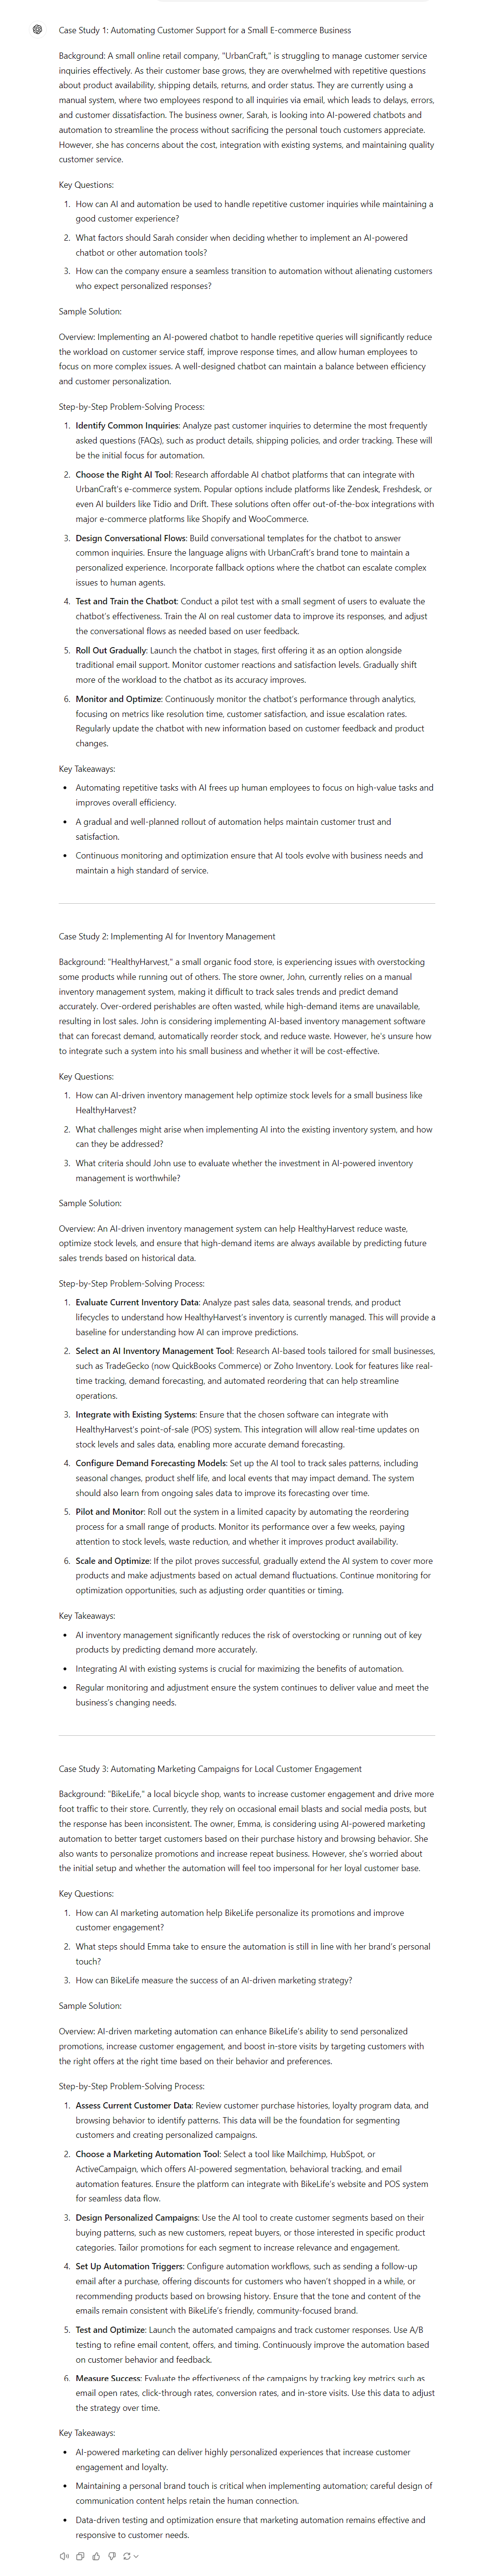 Case Study 1: Automating Customer Support for a Small E-commerce Business
Background: A small online retail company, "UrbanCraft," is struggling to manage customer service
inquiries effectively. As their customer base grows, they are overwhelmed with repetitive questions
about product availability, shipping details, returns, and order status. They are currently using a
manual system, where two employees respond to all inquiries via email, which leads to delays, errors,
and customer dissatisfaction. The business owner, Sarah, is looking into AI-powered chatbots and
automation to streamline the process without sacrificing the personal touch customers appreciate.
However, she has concerns about the cost, integration with existing systems, and maintaining quality
customer service.
Key Questions:
1. How can AI and automation be used to handle repetitive customer inquiries while maintaining a
good customer experience?
2. What factors should Sarah consider when deciding whether to implement an AI-powered
chatbot or other automation tools?
3. How can the company ensure a seamless transition to automation without alienating customers
who expect personalized responses?
Sample Solution:
Overview: Implementing an AI-powered chatbot to handle repetitive queries will significantly reduce
the workload on customer service staff, improve response times, and allow human employees to
focus on more complex issues. A well-designed chatbot can maintain a balance between efficiency
and customer personalization.
Step-by-Step Problem-Solving Process:
1. Identify Common Inquiries: Analyze past customer inquiries to determine the most frequently
asked questions (FAQs), such as product details, shipping policies, and order tracking. These will
be the initial focus for automation.
2. Choose the Right AI Tool: Research affordable AI chatbot platforms that can integrate with
UrbanCraft's e-commerce system. Popular options include platforms like Zendesk, Freshdesk, or
even AI builders like Tidio and Drift. These solutions often offer out-of-the-box integrations with
major e-commerce platforms like Shopify and WooCommerce.
3. Design Conversational Flows: Build conversational templates for the chatbot to answer
common inquiries. Ensure the language aligns with UrbanCraft's brand tone to maintain a
personalized experience. Incorporate fallback options where the chatbot can escalate complex
issues to human agents.
4. Test and Train the Chatbot: Conduct a pilot test with a small segment of users to evaluate the
chatbot's effectiveness. Train the AI on real customer data to improve its responses, and adjust
the conversational flows as needed based on user feedback.
5. Roll Out Gradually: Launch the chatbot in stages, first offering it as an option alongside
traditional email support. Monitor customer reactions and satisfaction levels. Gradually shift
more of the workload to the chatbot as its accuracy improves.
6. Monitor and Optimize: Continuously monitor the chatbot's performance through analytics,
focusing on metrics like resolution time, customer satisfaction, and issue escalation rates.
Regularly update the chatbot with new information based on customer feedback and product
changes.
Key Takeaways:
• Automating repetitive tasks with AI frees up human employees to focus on high-value tasks and
improves overall efficiency.
• A gradual and well-planned rollout of automation helps maintain customer trust and
satisfaction.
• Continuous monitoring and optimization ensure that AI tools evolve with business needs and
maintain a high standard of service.
Case Study 2: Implementing AI for Inventory Management
Background: "HealthyHarvest," a small organic food store, is experiencing issues with overstocking
some products while running out of others. The store owner, John, currently relies on a manual
inventory management system, making it difficult to track sales trends and predict demand
accurately. Over-ordered perishables are often wasted, while high-demand items are unavailable,
resulting in lost sales. John is considering implementing AI-based inventory management software
that can forecast demand, automatically reorder stock, and reduce waste. However, he's unsure how
to integrate such a system into his small business and whether it will be cost-effective.
Key Questions:
1. How can AI-driven inventory management help optimize stock levels for a small business like
HealthyHarvest?
2. What challenges might arise when implementing AI into the existing inventory system, and how
can they be addressed?
3. What criteria should John use to evaluate whether the investment in AI-powered inventory
management is worthwhile?
Sample Solution:
Overview: An AI-driven inventory management system can help HealthyHarvest reduce waste,
optimize stock levels, and ensure that high-demand items are always available by predicting future
sales trends based on historical data.
Step-by-Step Problem-Solving Process:
1. Evaluate Current Inventory Data: Analyze past sales data, seasonal trends, and product
lifecycles to understand how HealthyHarvest's inventory is currently managed. This will provide a
baseline for understanding how AI can improve predictions.
2. Select an AI Inventory Management Tool: Research AI-based tools tailored for small businesses,
such as TradeGecko (now QuickBooks Commerce) or Zoho Inventory. Look for features like real-
time tracking, demand forecasting, and automated reordering that can help streamline
operations.
3. Integrate with Existing Systems: Ensure that the chosen software can integrate with
HealthyHarvest's point-of-sale (POS) system. This integration will allow real-time updates on
stock levels and sales data, enabling more accurate demand forecasting.
4. Configure Demand Forecasting Models: Set up the AI tool to track sales patterns, including
seasonal changes, product shelf life, and local events that may impact demand. The system
should also learn from ongoing sales data to improve its forecasting over time.
5. Pilot and Monitor: Roll out the system in a limited capacity by automating the reordering
process for a small range of products. Monitor its performance over a few weeks, paying
attention to stock levels, waste reduction, and whether it improves product availability.
6. Scale and Optimize: If the pilot proves successful, gradually extend the AI system to cover more
products and make adjustments based on actual demand fluctuations. Continue monitoring for
optimization opportunities, such as adjusting order quantities or timing.
Key Takeaways:
• AI inventory management significantly reduces the risk of overstocking or running out of key
products by predicting demand more accurately.
• Integrating AI with existing systems is crucial for maximizing the benefits of automation.
• Regular monitoring and adjustment ensure the system continues to deliver value and meet the
business's changing needs.
Case Study 3: Automating Marketing Campaigns for Local Customer Engagement
Background: "BikeLife," a local bicycle shop, wants to increase customer engagement and drive more
foot traffic to their store. Currently, they rely on occasional email blasts and social media posts, but
the response has been inconsistent. The owner, Emma, is considering using AI-powered marketing
automation to better target customers based on their purchase history and browsing behavior. She
also wants to personalize promotions and increase repeat business. However, she's worried about
the initial setup and whether the automation will feel too impersonal for her loyal customer base.
Key Questions:
1. How can AI marketing automation help BikeLife personalize its promotions and improve
customer engagement?
2. What steps should Emma take to ensure the automation is still in line with her brand's personal
touch?
3. How can BikeLife measure the success of an AI-driven marketing strategy?
Sample Solution:
Overview: AI-driven marketing automation can enhance BikeLife's ability to send personalized
promotions, increase customer engagement, and boost in-store visits by targeting customers with
the right offers at the right time based on their behavior and preferences.
Step-by-Step Problem-Solving Process:
1. Assess Current Customer Data: Review customer purchase histories, loyalty program data, and
browsing behavior to identify patterns. This data will be the foundation for segmenting
customers and creating personalized campaigns.
2. Choose a Marketing Automation Tool: Select a tool like Mailchimp, HubSpot, or
ActiveCampaign, which offers AI-powered segmentation, behavioral tracking, and email
automation features. Ensure the platform can integrate with BikeLife's website and POS system
for seamless data flow.
3. Design Personalized Campaigns: Use the AI tool to create customer segments based on their
buying patterns, such as new customers, repeat buyers, or those interested in specific product
categories. Tailor promotions for each segment to increase relevance and engagement.
4. Set Up Automation Triggers: Configure automation workflows, such as sending a follow-up
email after a purchase, offering discounts for customers who haven't shopped in a while, or
recommending products based on browsing history. Ensure that the tone and content of the
emails remain consistent with BikeLife's friendly, community-focused brand.
5. Test and Optimize: Launch the automated campaigns and track customer responses. Use A/B
testing to refine email content, offers, and timing. Continuously improve the automation based
on customer behavior and feedback.
6. Measure Success: Evaluate the effectiveness of the campaigns by tracking key metrics such as
email open rates, click-through rates, conversion rates, and in-store visits. Use this data to adjust
the strategy over time.
Key Takeaways:
• AI-powered marketing can deliver highly personalized experiences that increase customer
engagement and loyalty.
• Maintaining a personal brand touch is critical when implementing automation; careful design of
communication content helps retain the human connection.
• Data-driven testing and optimization ensure that marketing automation remains effective and
responsive to customer needs.